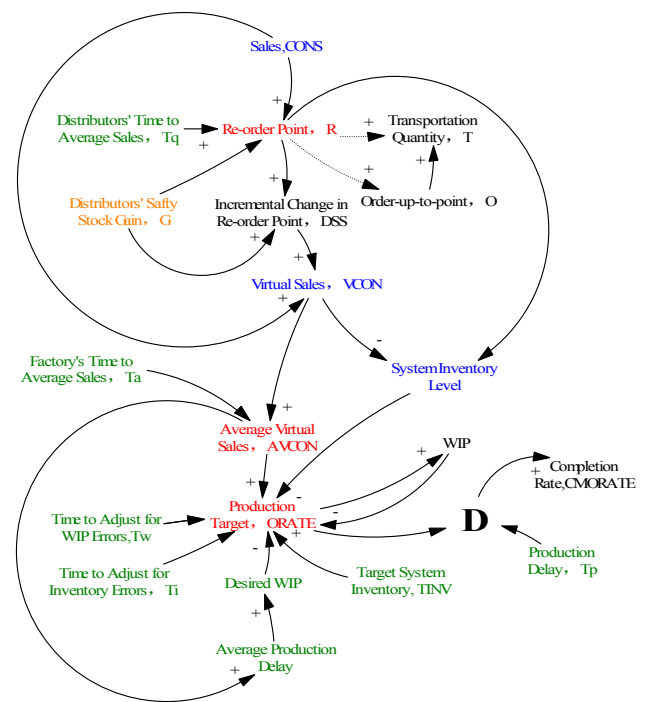 Sales,CONS
+
Distributors' Time to
Average Sales， Tq
+
Re-order Point， R
+
Transportation
Quantity， T
+
+
+
Distributors' Safty
Stock Gain， G
Incremental Change in
Re-order Point， DSS
+
Order-up-to-point， O
+
Virtual Sales， VCON
+
-
Factory's Time to
Average Sales， Ta
System Inventory
Level
+
Average Virtual
Sales， AVCON
+
WIP
+
Completion
Rate,CMORATE
+
-
Production
Target， ORATE
-
+
D
Time to Adjust for
WIP Errors,Tw
-
Production
Delay， Tp
Time to Adjust for
Inventory Errors， Ti
Desired WIP
Target System
Inventory, TINV
+
Average Production
Delay
+